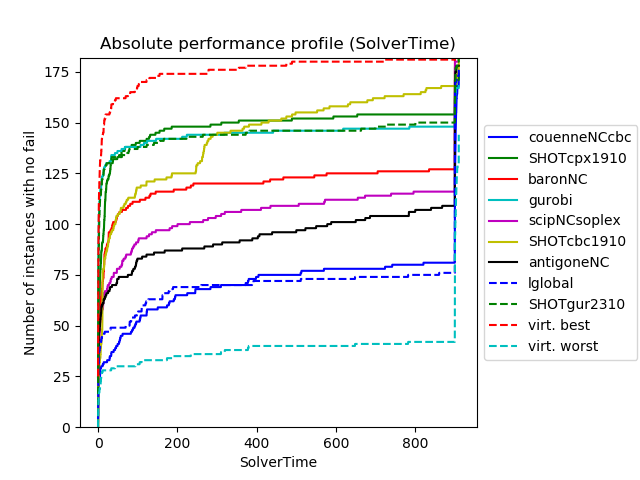 Absolute performance profile (SolverTime)
Number of instances with no fail
175
150
125
100
75
50
25
0
0 200 400 600 800
SolverTime
couenneNCcbc
SHOTcpx1910
baronNC
gurobi
scipNCsoplex
SHOTcbc1910
antigoneNC
lglobal
SHOTgur2310
virt. best
virt. worst